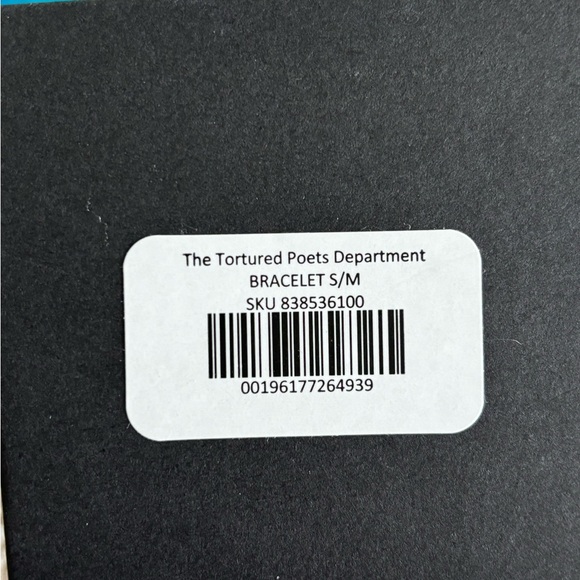 The Tortured Poets Department
BRACELET S/M
SKU 838536100
00196177264939